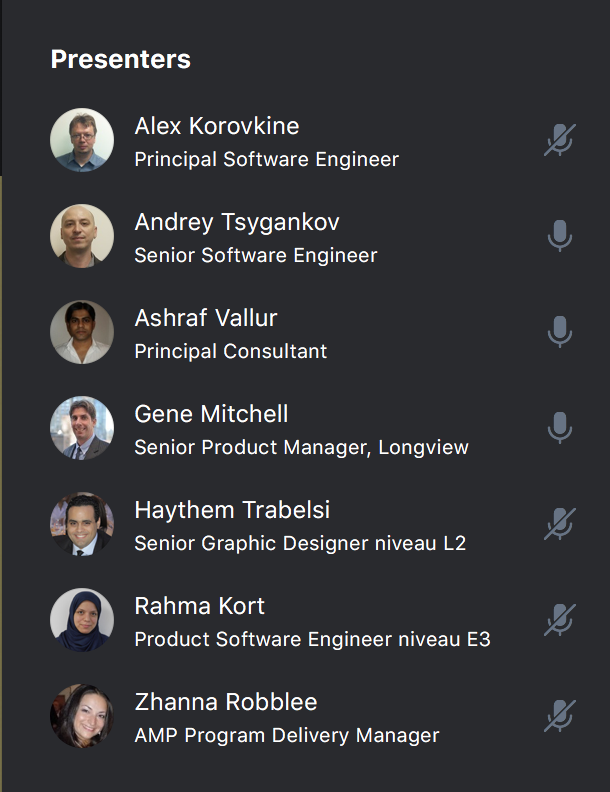 Presenters
Alex Korovkine
Principal Software Engineer
Andrey Tsygankov
Senior Software Engineer
Ashraf Vallur
Principal Consultant
Gene Mitchell
Senior Product Manager, Longview
Haythem Trabelsi
Senior Graphic Designer niveau L2
Rahma Kort
Product Software Engineer niveau E3
Zhanna Robblee
AMP Program Delivery Manager